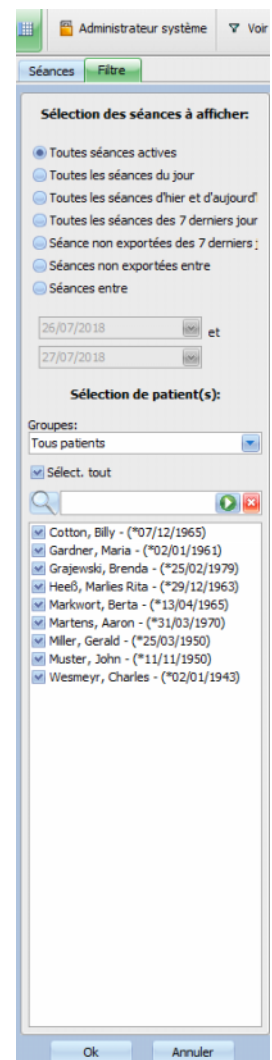 Administrateur système Voir
Séances Filtre
Sélection des séances à afficher:
Toutes séances actives
Toutes les séances du jour
Toutes les séances d'hier et d'aujourd'
Toutes les séances des 7 derniers jour
Séance non exportées des 7 derniers j
Séances non exportées entre
Séances entre
26/07/2018 et
27/07/2018
Sélection de patient(s):
Groupes:
Tous patients
Sélect. tout
Cotton, Billy - (*07/12/1965)
Gardner, Maria - (*02/01/1961)
Grajewski, Brenda - (*25/02/1979)
Heeß, Marlies Rita - (*29/12/1963)
Markwort, Berta - (*13/04/1965)
Martens, Aaron - (*31/03/1970)
Miller, Gerald - (*25/03/1950)
Muster, John - (*11/11/1950)
Wesmeyr, Charles - (*02/01/1943)
Ok Annuler